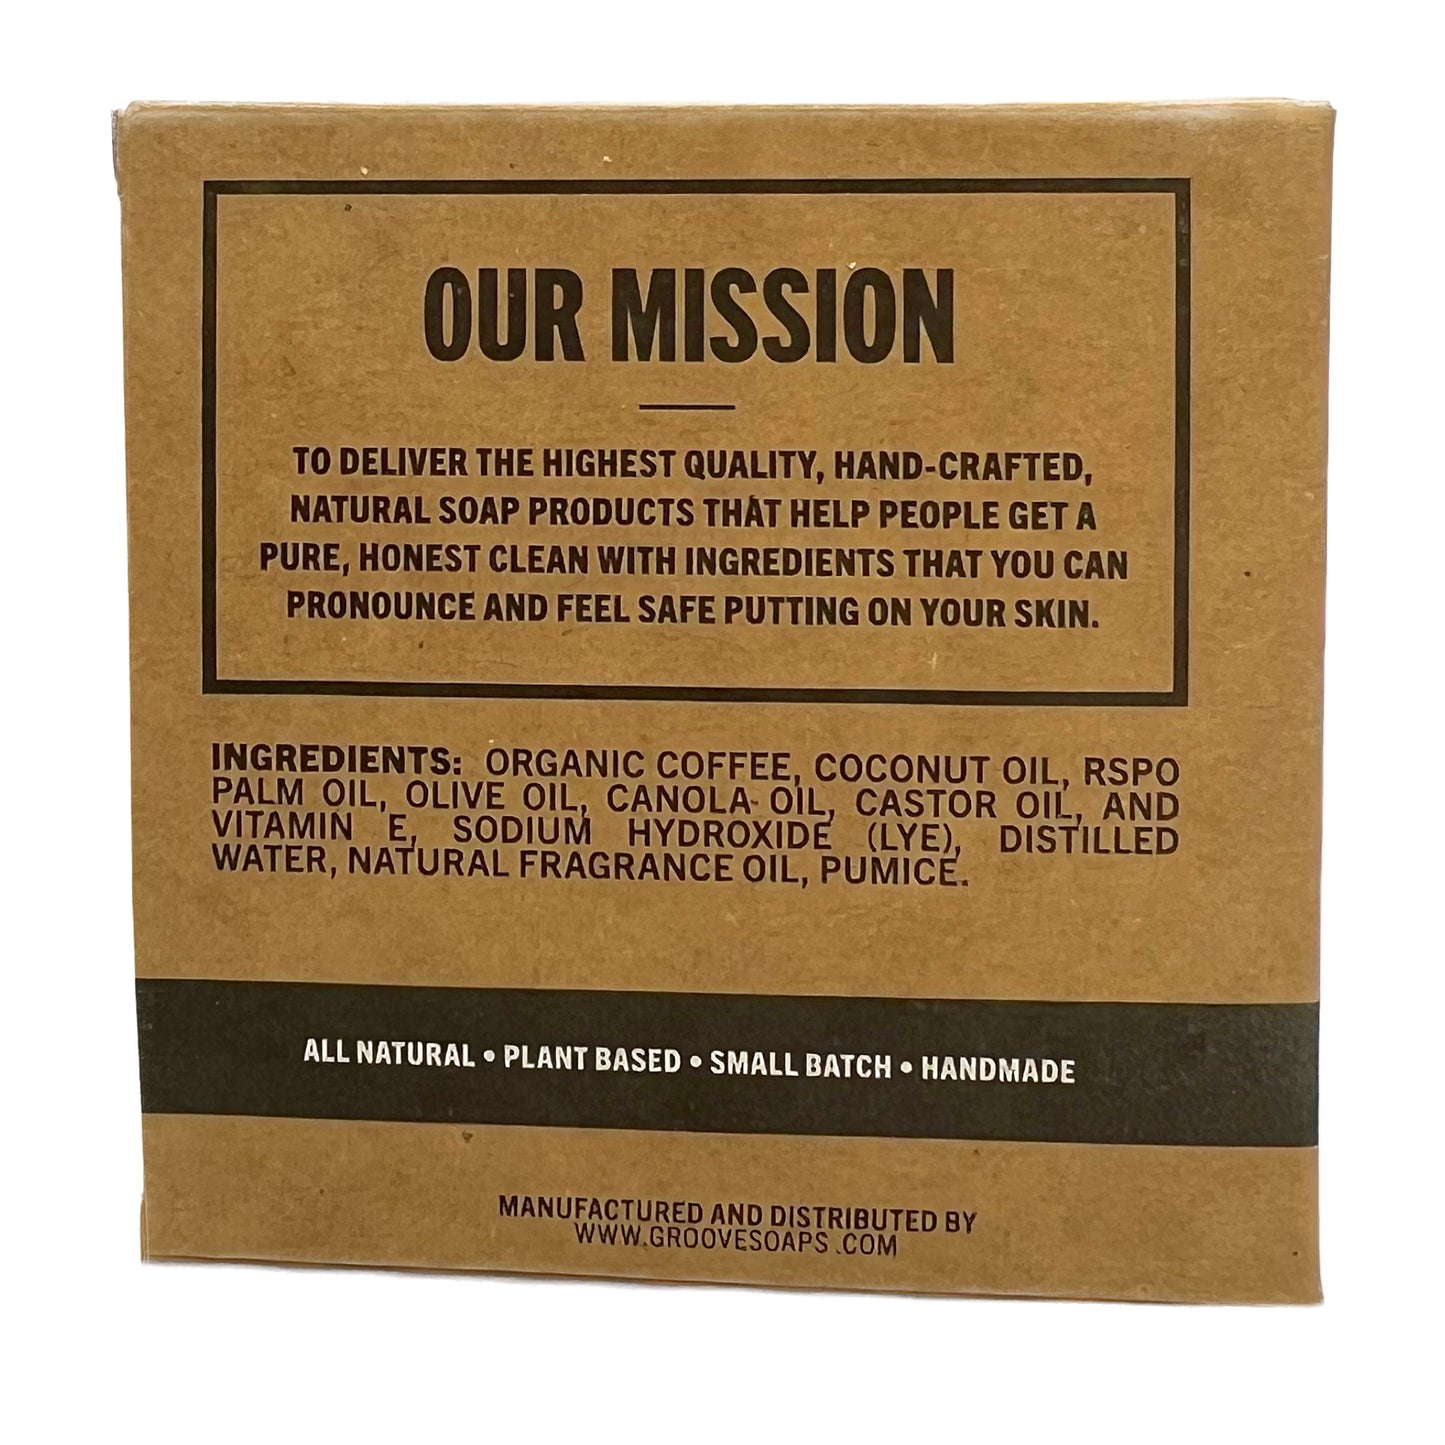 OUR MISSION
TO DELIVER THE HIGHEST QUALITY, HAND-CRAFTED,
NATURAL SOAP PRODUCTS THAT HELP PEOPLE GET A
PURE, HONEST CLEAN WITH INGREDIENTS THAT YOU CAN
PRONOUNCE AND FEEL SAFE PUTTING ON YOUR SKIN.
INGREDIENTS: ORGANIC COFFEE, COCONUT OIL, RSPO
PALM OIL, OLIVE OIL, CANOLA OIL, CASTOR OIL, AND
VITAMIN E, SODIUM HYDROXIDE (LYE), DISTILLED
WATER, NATURAL FRAGRANCE OIL, PUMICE.
ALL NATURAL • PLANT BASED • SMALL BATCH • HANDMADE
MANUFACTURED AND DISTRIBUTED BY
WWW.GROOVESOAPS.COM